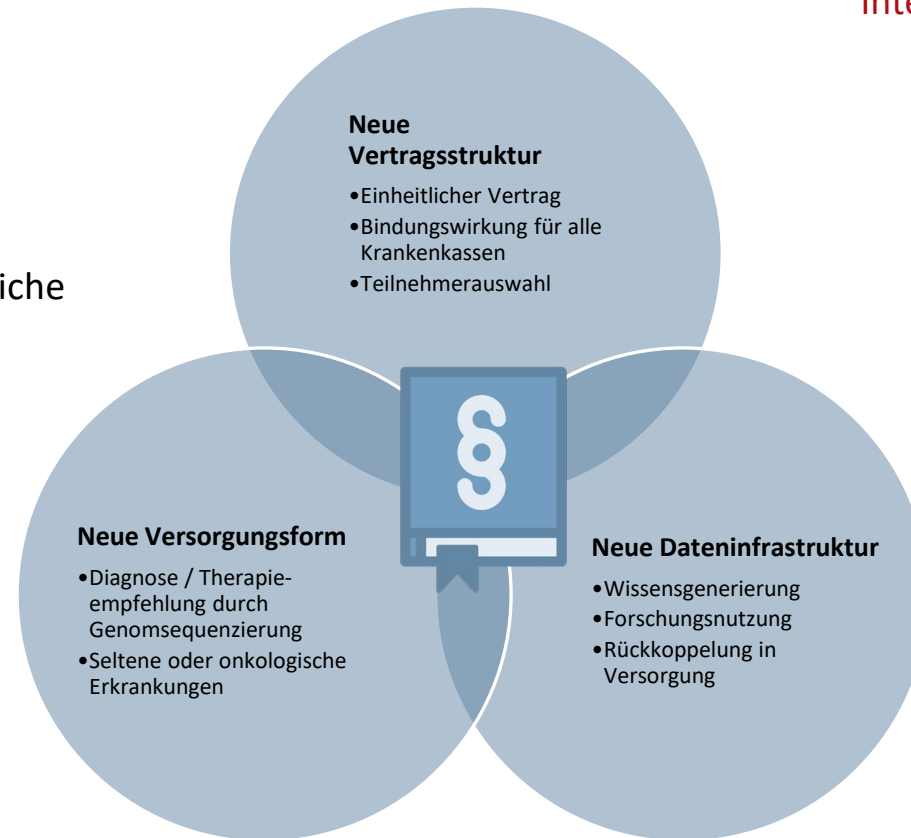 Neue
Vertragsstruktur
•Einheitlicher Vertrag
•Bindungswirkung für alle
Krankenkassen
•Teilnehmerauswahl
iche
§
Neue Versorgungsform
•Diagnose / Therapie-
empfehlung durch
Genomsequenzierung
•Seltene oder onkologische
Erkrankungen
Neue Dateninfrastruktur
•Wissensgenerierung
•Forschungsnutzung
•Rückkoppelung in
Versorgung